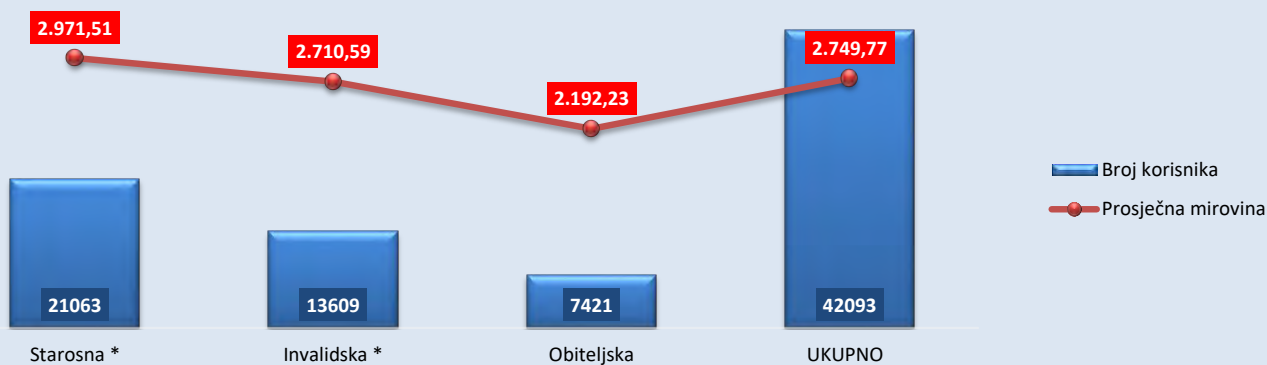 2.971,51
2.710,59
2.192,23
2.749,77
Broj korisnika
Prosječna mirovina
21063
13609
7421
42093
Starosna *
Invalidska *
Obiteljska
UKUPNO